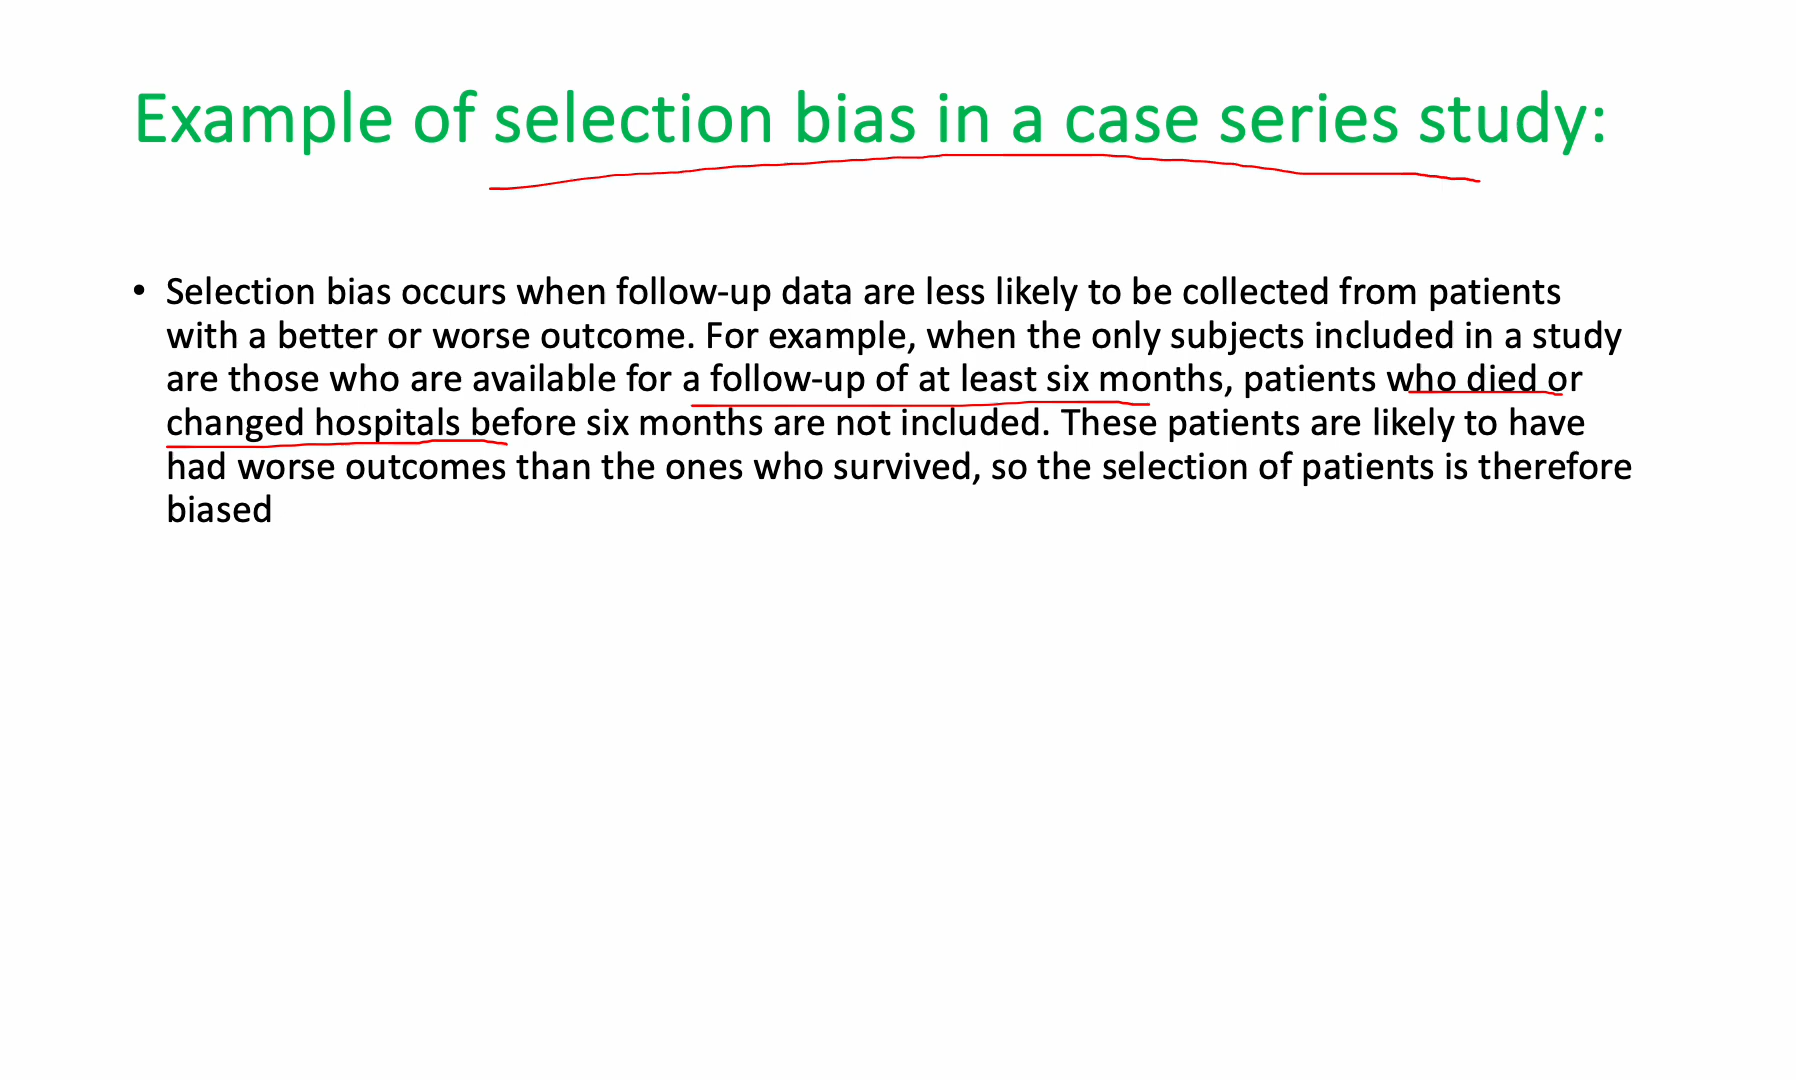 Example of selection bias in a case series study:
• Selection bias occurs when follow-up data are less likely to be collected from patients
with a better or worse outcome. For example, when the only subjects included in a study
are those who are available for a follow-up of at least six months, patients who died or
changed hospitals before six months are not included. These patients are likely to have
had worse outcomes than the ones who survived, so the selection of patients is therefore
biased